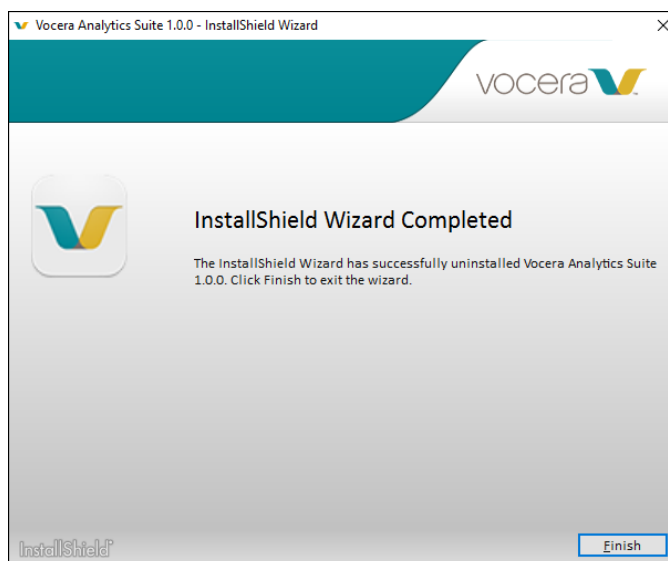 Vocera Analytics Suite 1.0.0 - InstallShield Wizard
vocera
InstallShield Wizard Completed
The InstallShield Wizard has successfully uninstalled Vocera Analytics Suite
1.0.0. Click Finish to exit the wizard.
InstallShield
Finish